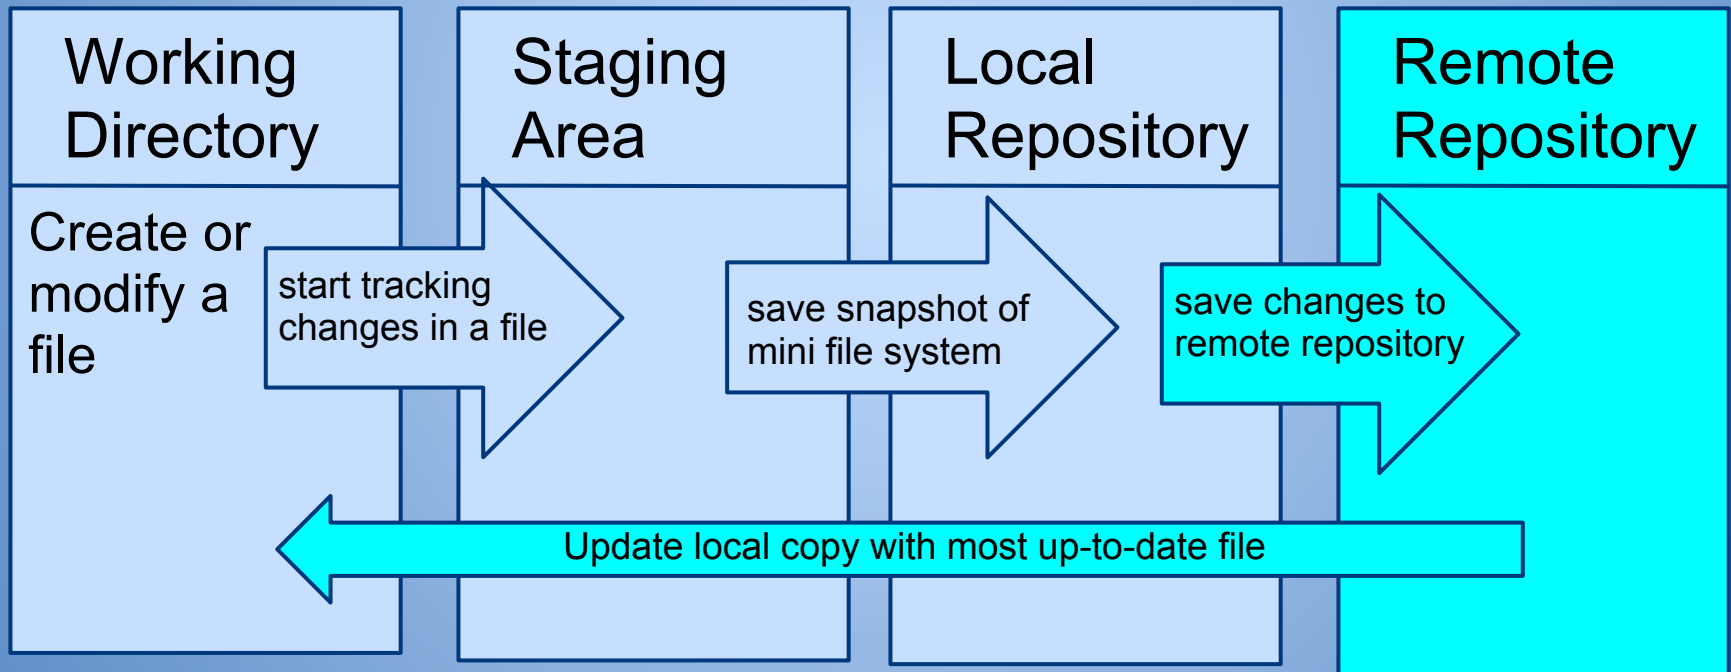 Working
Directory
Staging
Area
Local
Repository
Remote
Repository
Create or
modify a
file
start tracking
changes in a file
save snapshot of
mini file system
save changes to
remote repository
Update local copy with most up-to-date file